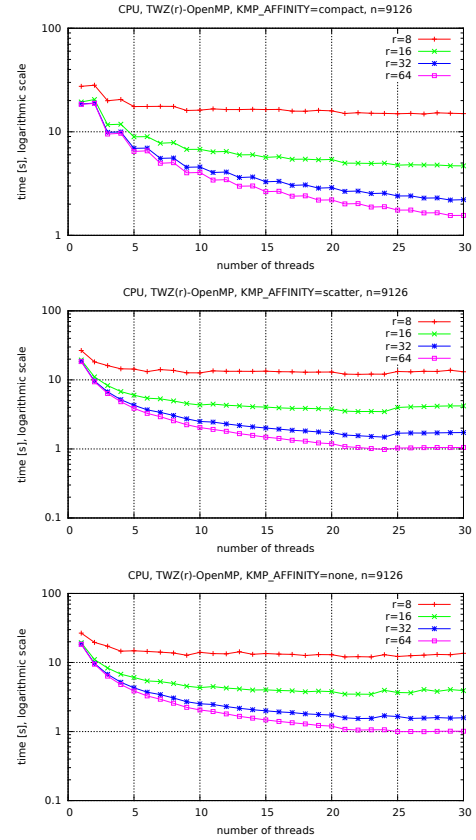 CPU, TWZ(r)-OpenMP, KMP_AFFINITY=compact, n=9126
time [s], logarithmic scale
100
10
1
0
5
10
15
20
25
30
number of threads
r=8
r=16
r=32
r=64
CPU, TWZ(r)-OpenMP, KMP_AFFINITY=scatter, n=9126
time [s], logarithmic scale
100
10
1
0.1
0
5
10
15
20
25
30
number of threads
r=8
r=16
r=32
r=64
CPU, TWZ(r)-OpenMP, KMP_AFFINITY=none, n=9126
time [s], logarithmic scale
100
10
1
0.1
0
5
10
15
20
25
30
number of threads
r=8
r=16
r=32
r=64